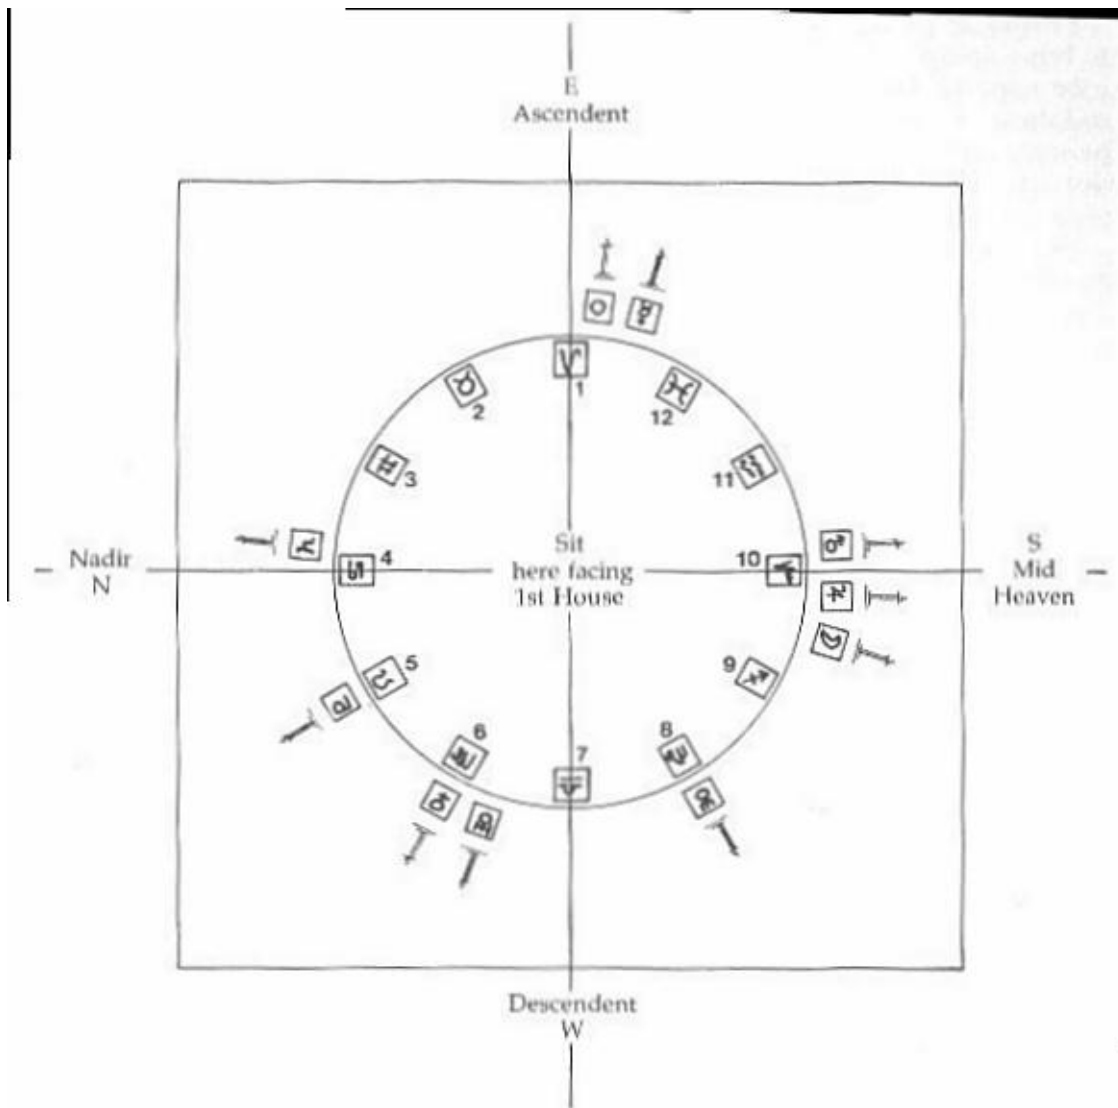 E
Ascendent
1
2
12
3
11
Nadir
N
4
Sit
here facing
1st House
10
S
Mid
Heaven
5
9
6
7
8
Descendent
W